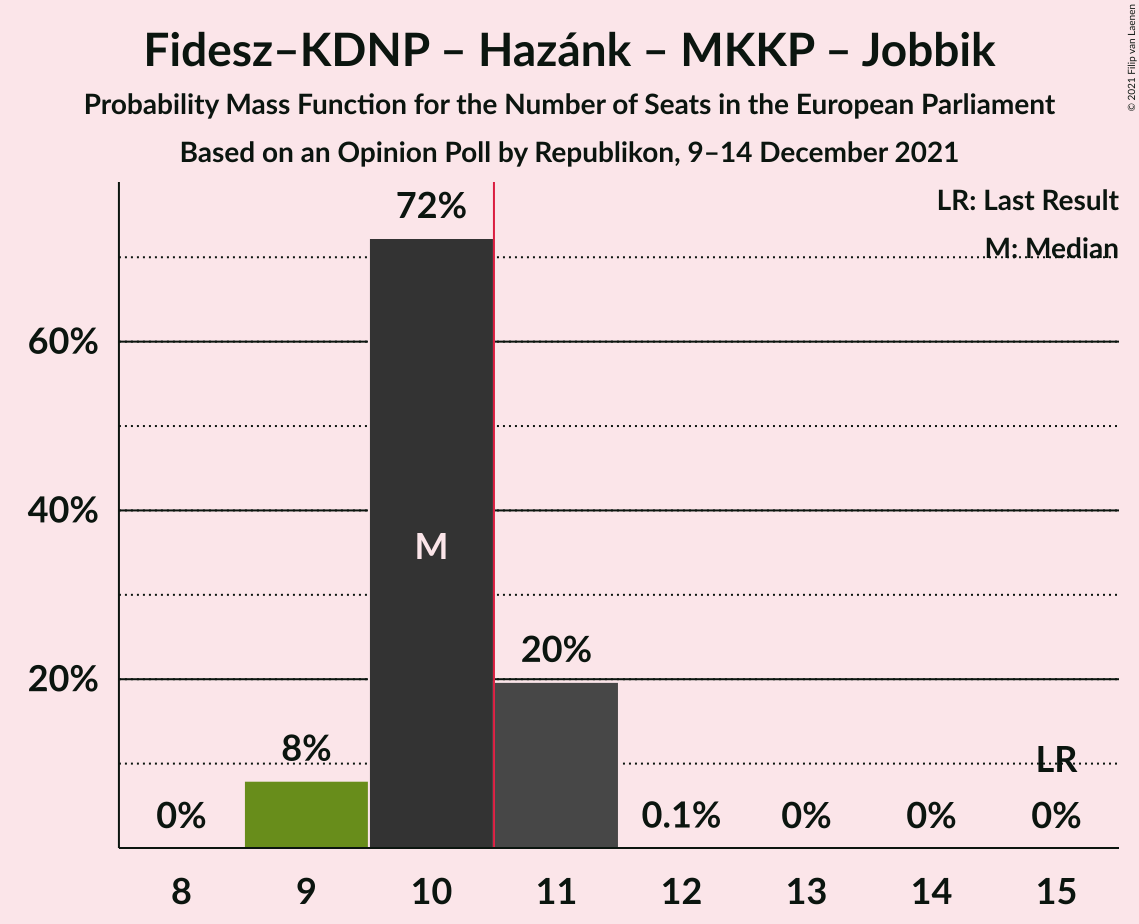 Fidesz–KDNP – Hazánk – MKKP – Jobbik
Probability Mass Function for the Number of Seats in the European Parliament
Based on an Opinion Poll by Republikon, 9–14 December 2021
© 2021 Filip van Laenen
LR: Last Result
M: Median
72%
60%
40%
M
20%
20%
8%
LR
0%
0.1%
0%
0%
0%
8 9 10 11 12 13 14 15